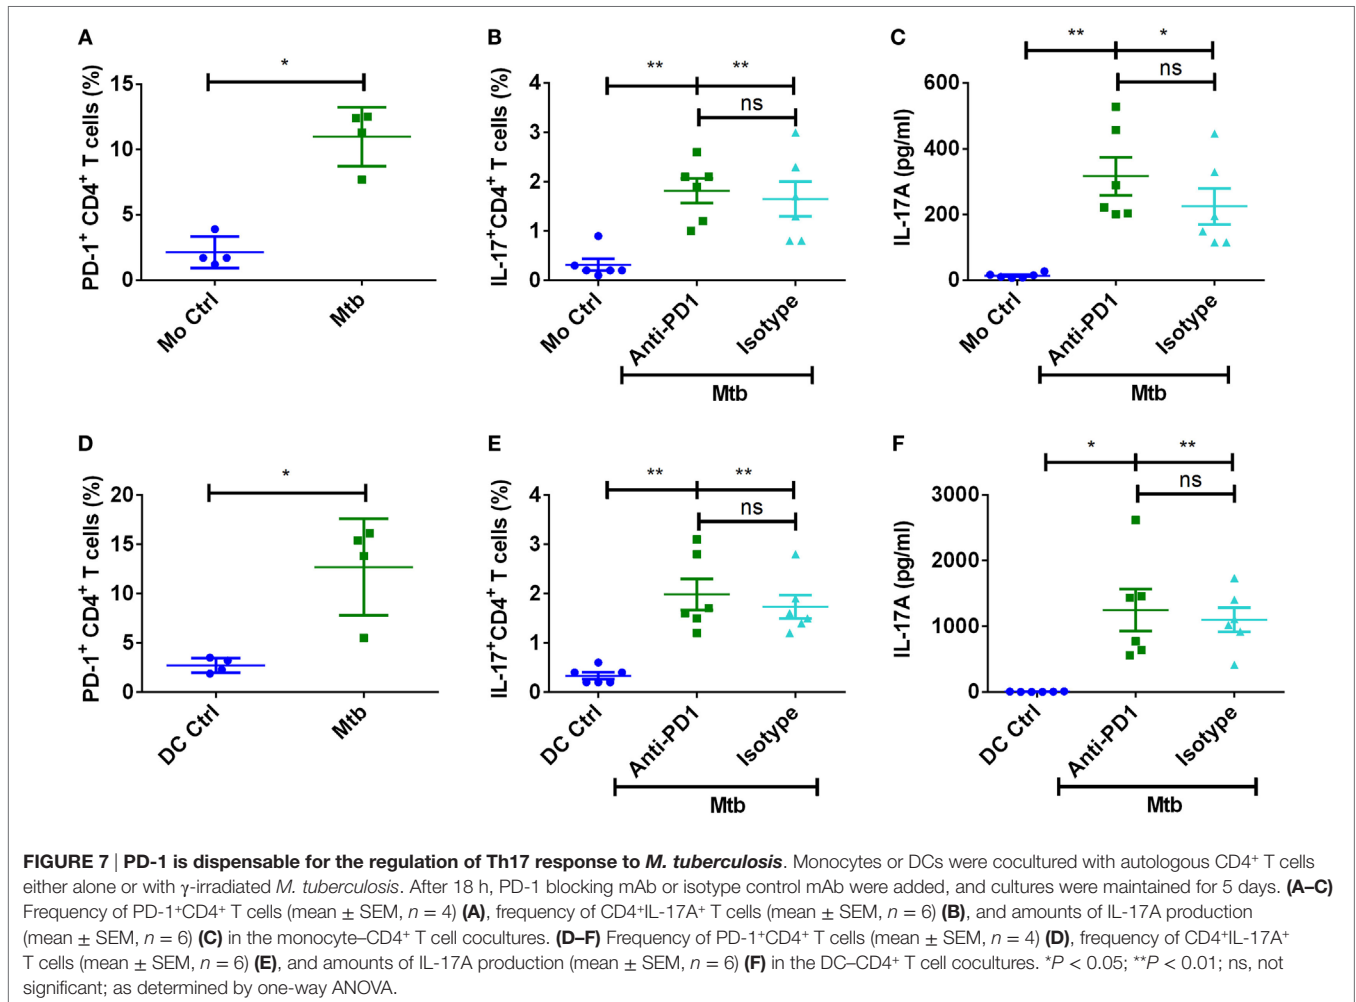 A
PD-1⁺ CD4⁺ T cells (%)
15
10
5
0
*
Mo Ctrl
Mtb
B
IL-17⁺CD4⁺ T cells (%)
4
3
2
1
0
** **
ns
Mo Ctrl
Anti-PD1
Isotype
Mtb
C
IL-17A (pg/ml)
600
400
200
0
** *
ns
Mo Ctrl
Anti-PD1
Isotype
Mtb
D
PD-1⁺ CD4⁺ T cells (%)
20
15
10
5
0
*
DC Ctrl
Mtb
E
IL-17⁺CD4⁺ T cells (%)
4
3
2
1
0
** **
ns
DC Ctrl
Anti-PD1
Isotype
Mtb
F
IL-17A (pg/ml)
3000
2000
1000
0
* **
ns
DC Ctrl
Anti-PD1
Isotype
Mtb
FIGURE 7 | PD-1 is dispensable for the regulation of Th17 response to M. tuberculosis. Monocytes or DCs were cocultured with autologous CD4⁺ T cells
either alone or with γ-irradiated M. tuberculosis. After 18 h, PD-1 blocking mAb or isotype control mAb were added, and cultures were maintained for 5 days. (A–C)
Frequency of PD-1⁺CD4⁺ T cells (mean ± SEM, n = 4) (A), frequency of CD4⁺IL-17A⁺ T cells (mean ± SEM, n = 6) (B), and amounts of IL-17A production
(mean ± SEM, n = 6) (C) in the monocyte–CD4⁺ T cell cocultures. (D–F) Frequency of PD-1⁺CD4⁺ T cells (mean ± SEM, n = 4) (D), frequency of CD4⁺IL-17A⁺
T cells (mean ± SEM, n = 6) (E), and amounts of IL-17A production (mean ± SEM, n = 6) (F) in the DC–CD4⁺ T cell cocultures. *P < 0.05; **P < 0.01; ns, not
significant; as determined by one-way ANOVA.